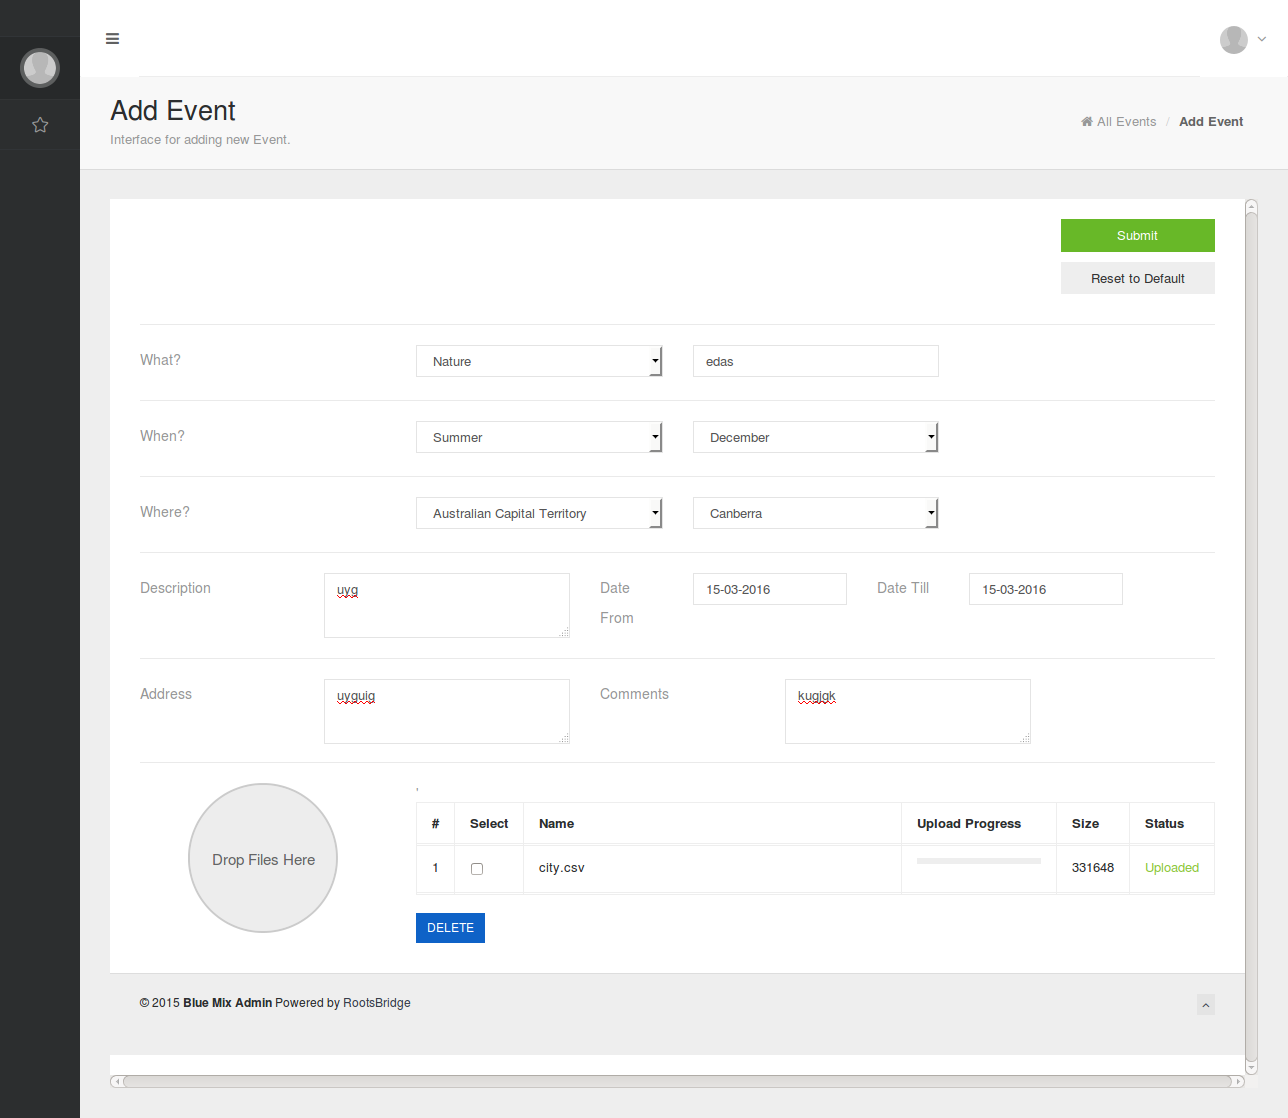 Add Event
Interface for adding new Event.
All Events / Add Event
Submit
Reset to Default
What? Nature edas
When? Summer December
Where? Australian Capital Territory Canberra
Description uyg Date From 15-03-2016 Date Till 15-03-2016
Address uyguig Comments kugjgk
Drop Files Here
,
# Select Name Upload Progress Size Status
1 city.csv 331648 Uploaded
DELETE
© 2015 Blue Mix Admin Powered by RootsBridge